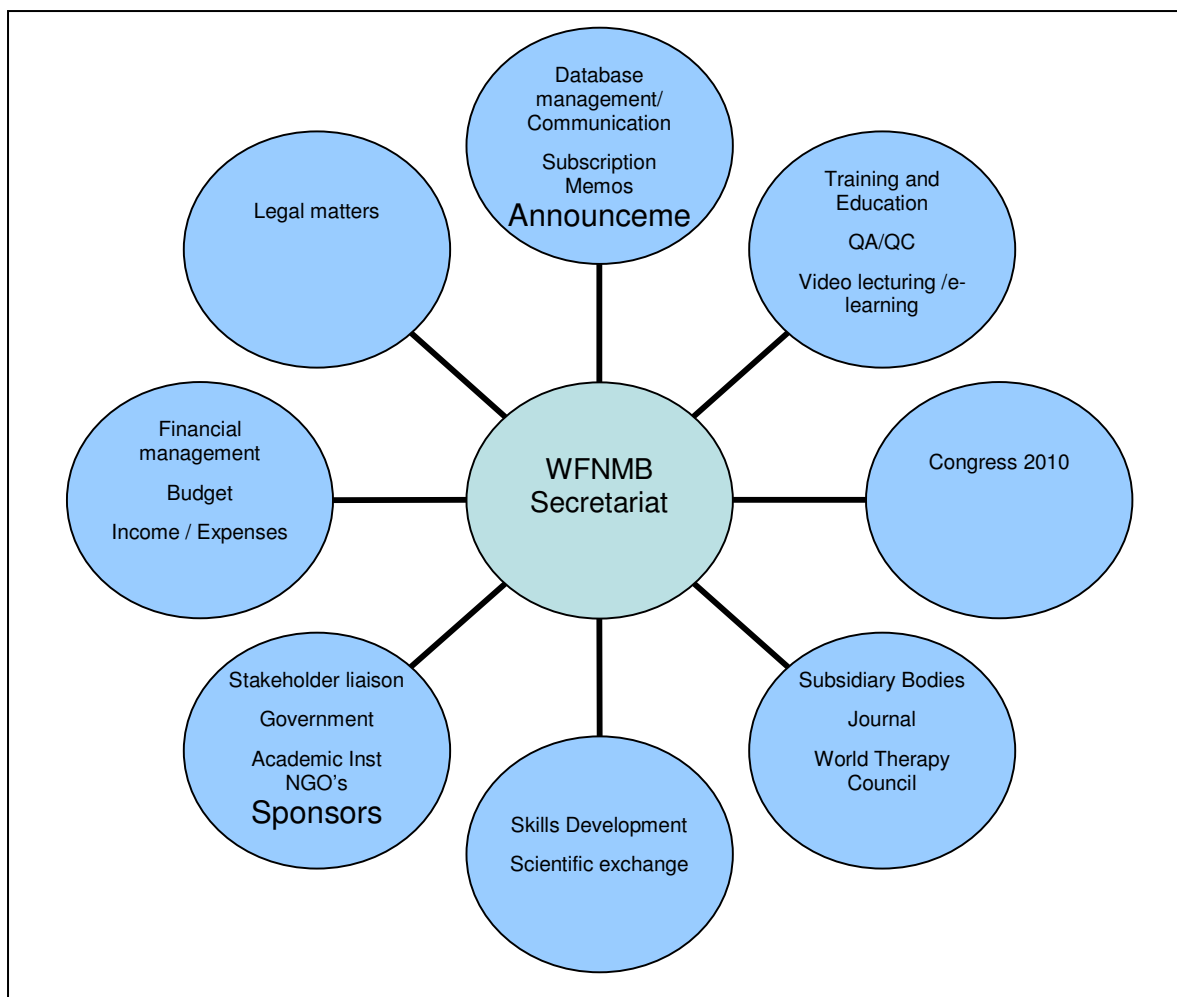 Database
management/
Communication
Subscription
Memos
Announceme
Training and
Education
QA/QC
Video lecturing /e-
learning
Legal matters
Financial
management
Budget
Income / Expenses
WFNMB
Secretariat
Congress 2010
Stakeholder liaison
Government
Academic Inst
NGO's
Sponsors
Subsidiary Bodies
Journal
World Therapy
Council
Skills Development
Scientific exchange